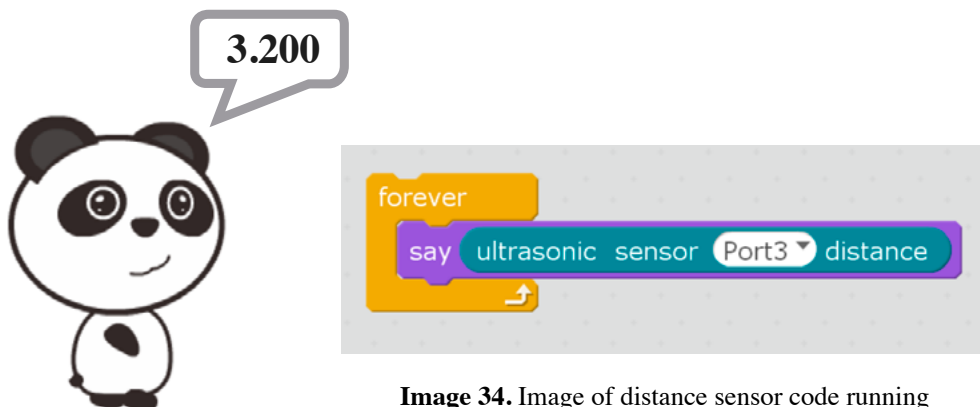 3.200
forever
say ultrasonic sensor Port3 distance
Image 34. Image of distance sensor code running